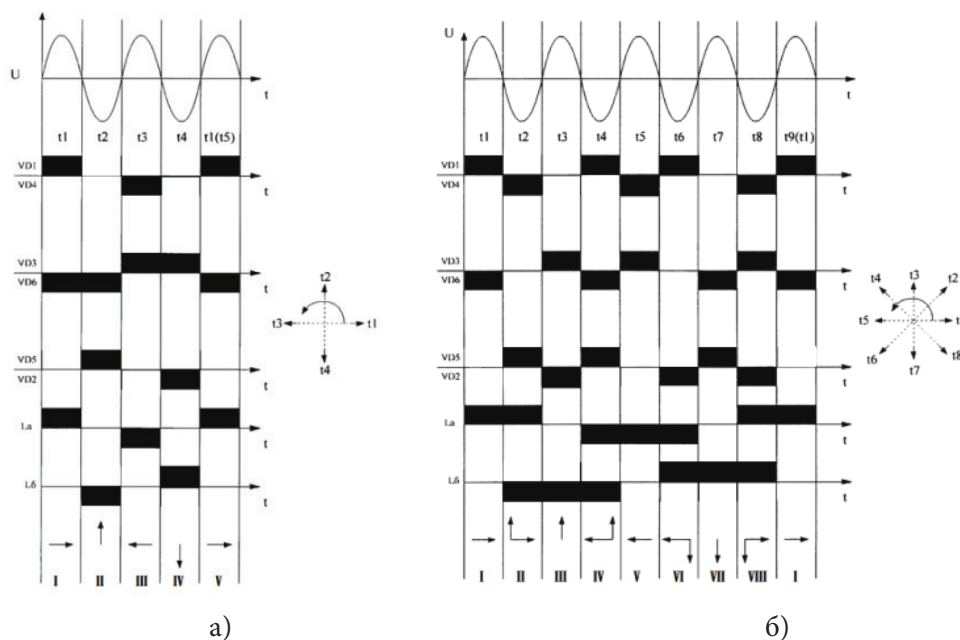 U
t
t1 t2 t3 t4 t1(t5)
VD1
VD4
t
VD3
VD6
t
VD5
VD2
t
La
t
Lб
t
I II III IV V
t2
t3 t1
t4
а)
U
t
t1 t2 t3 t4 t5 t6 t7 t8 t9(t1)
VD1
VD4
t
VD3
VD6
t
VD5
VD2
t
La
t
Lб
t
I II III IV V VI VII VIII I
t4 t3 t2
t5
t6 t7 t8
б)